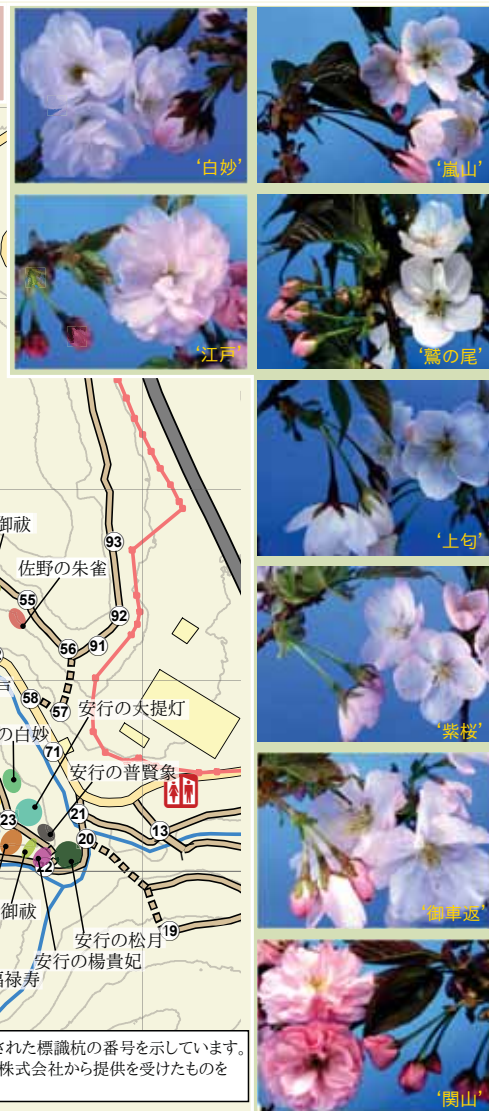 ‘白妙’
‘嵐山’
‘江戸’
‘鷲の尾’
‘上匂’
‘紫桜’
‘御車返’
‘関山’
御祓
93
佐野の朱雀
55
92
56
91
58
57
安行の大提灯
の白妙
71
安行の普賢象
23
21
20
13
22
御祓
安行の松月
19
安行の楊貴妃
福禄寿
された標識杭の番号を示しています。
株式会社から提供を受けたものを